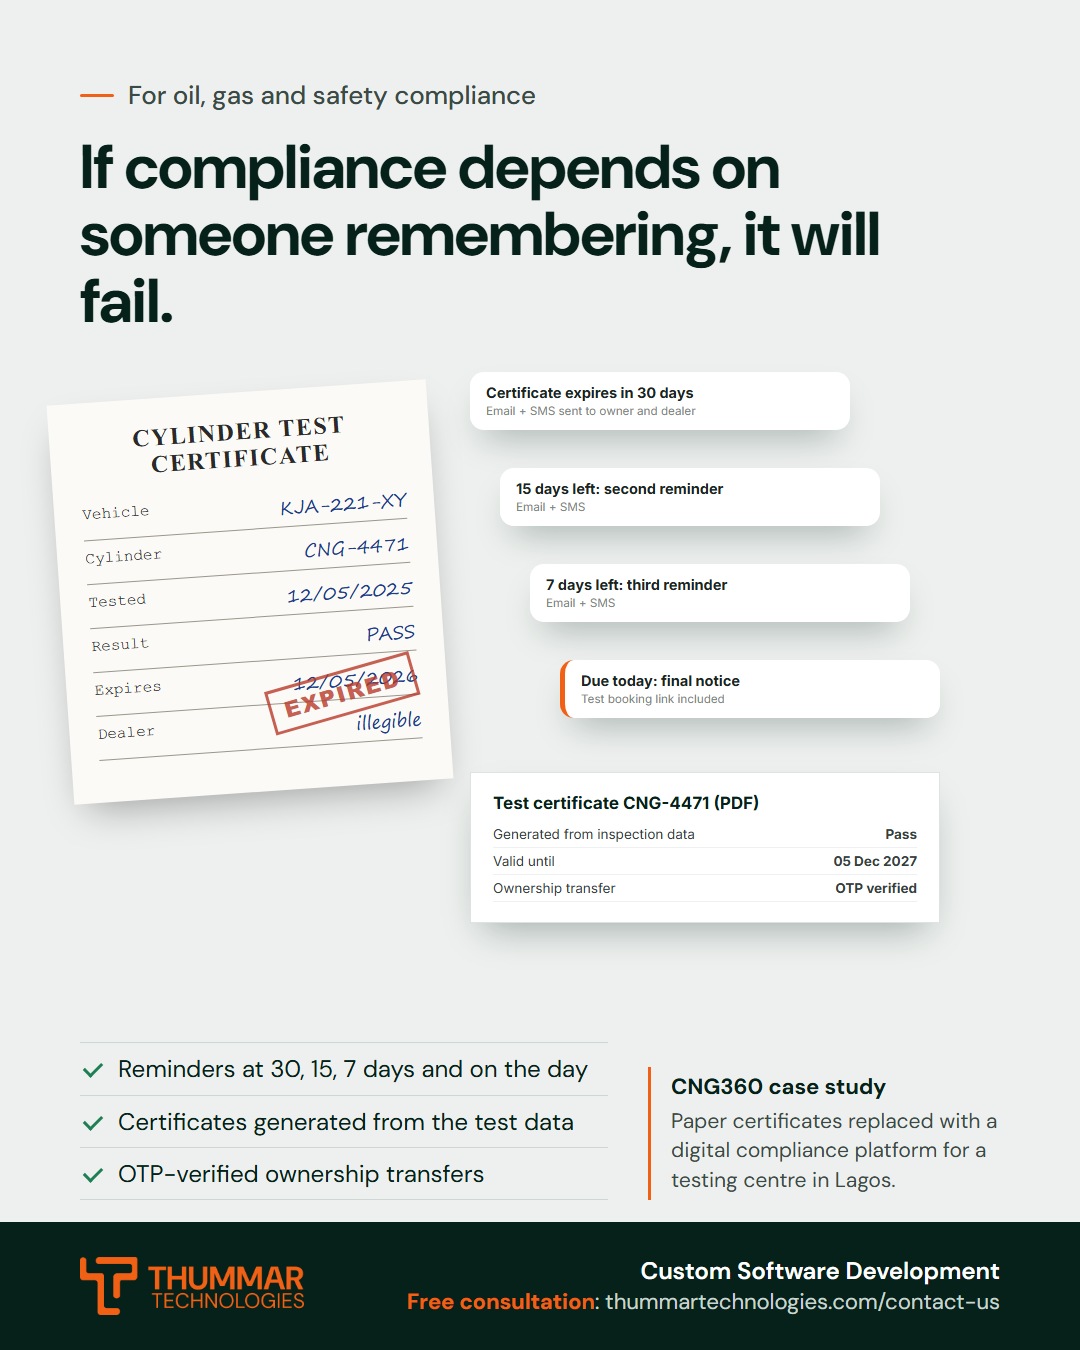 For oil, gas and safety compliance
If compliance depends on
someone remembering, it will
fail.
CYLINDER TEST
CERTIFICATE
Vehicle KJA-221-XY
Cylinder CNG-4471
Tested 12/05/2025
Result PASS
Expires 12/05/2026
EXPIRED
Dealer illegible
Certificate expires in 30 days
Email + SMS sent to owner and dealer
15 days left: second reminder
Email + SMS
7 days left: third reminder
Email + SMS
Due today: final notice
Test booking link included
Test certificate CNG-4471 (PDF)
Generated from inspection data Pass
Valid until 05 Dec 2027
Ownership transfer OTP verified
Reminders at 30, 15, 7 days and on the day
Certificates generated from the test data
OTP-verified ownership transfers
CNG360 case study
Paper certificates replaced with a
digital compliance platform for a
testing centre in Lagos.
THUMMAR
TECHNOLOGIES
Custom Software Development
Free consultation: thummartechnologies.com/contact-us